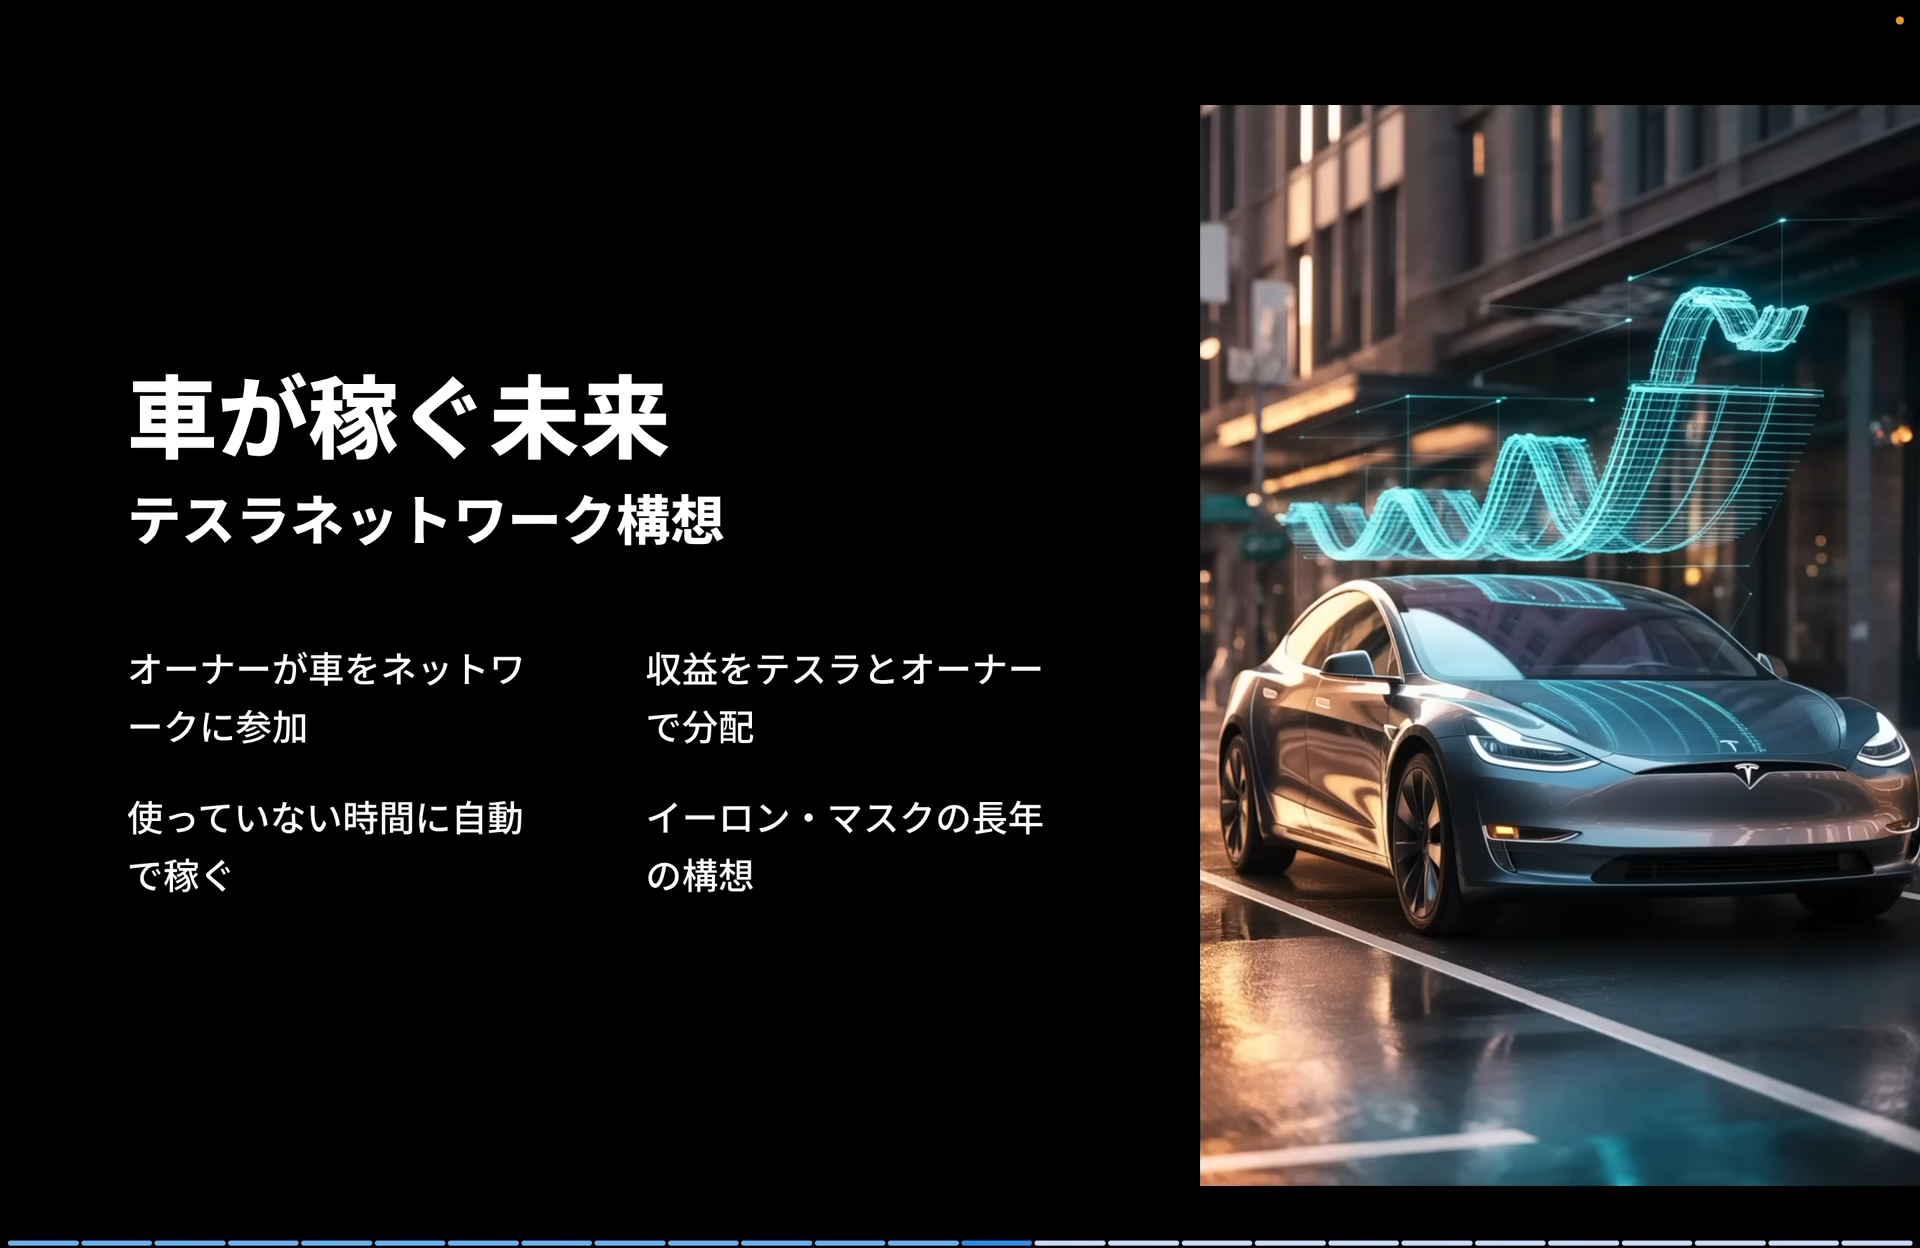 車が稼ぐ未来
テスラネットワーク構想
オーナーが車をネットワ
ークに参加
使っていない時間に自動
で稼ぐ
収益をテスラとオーナー
で分配
イーロン・マスクの長年
の構想